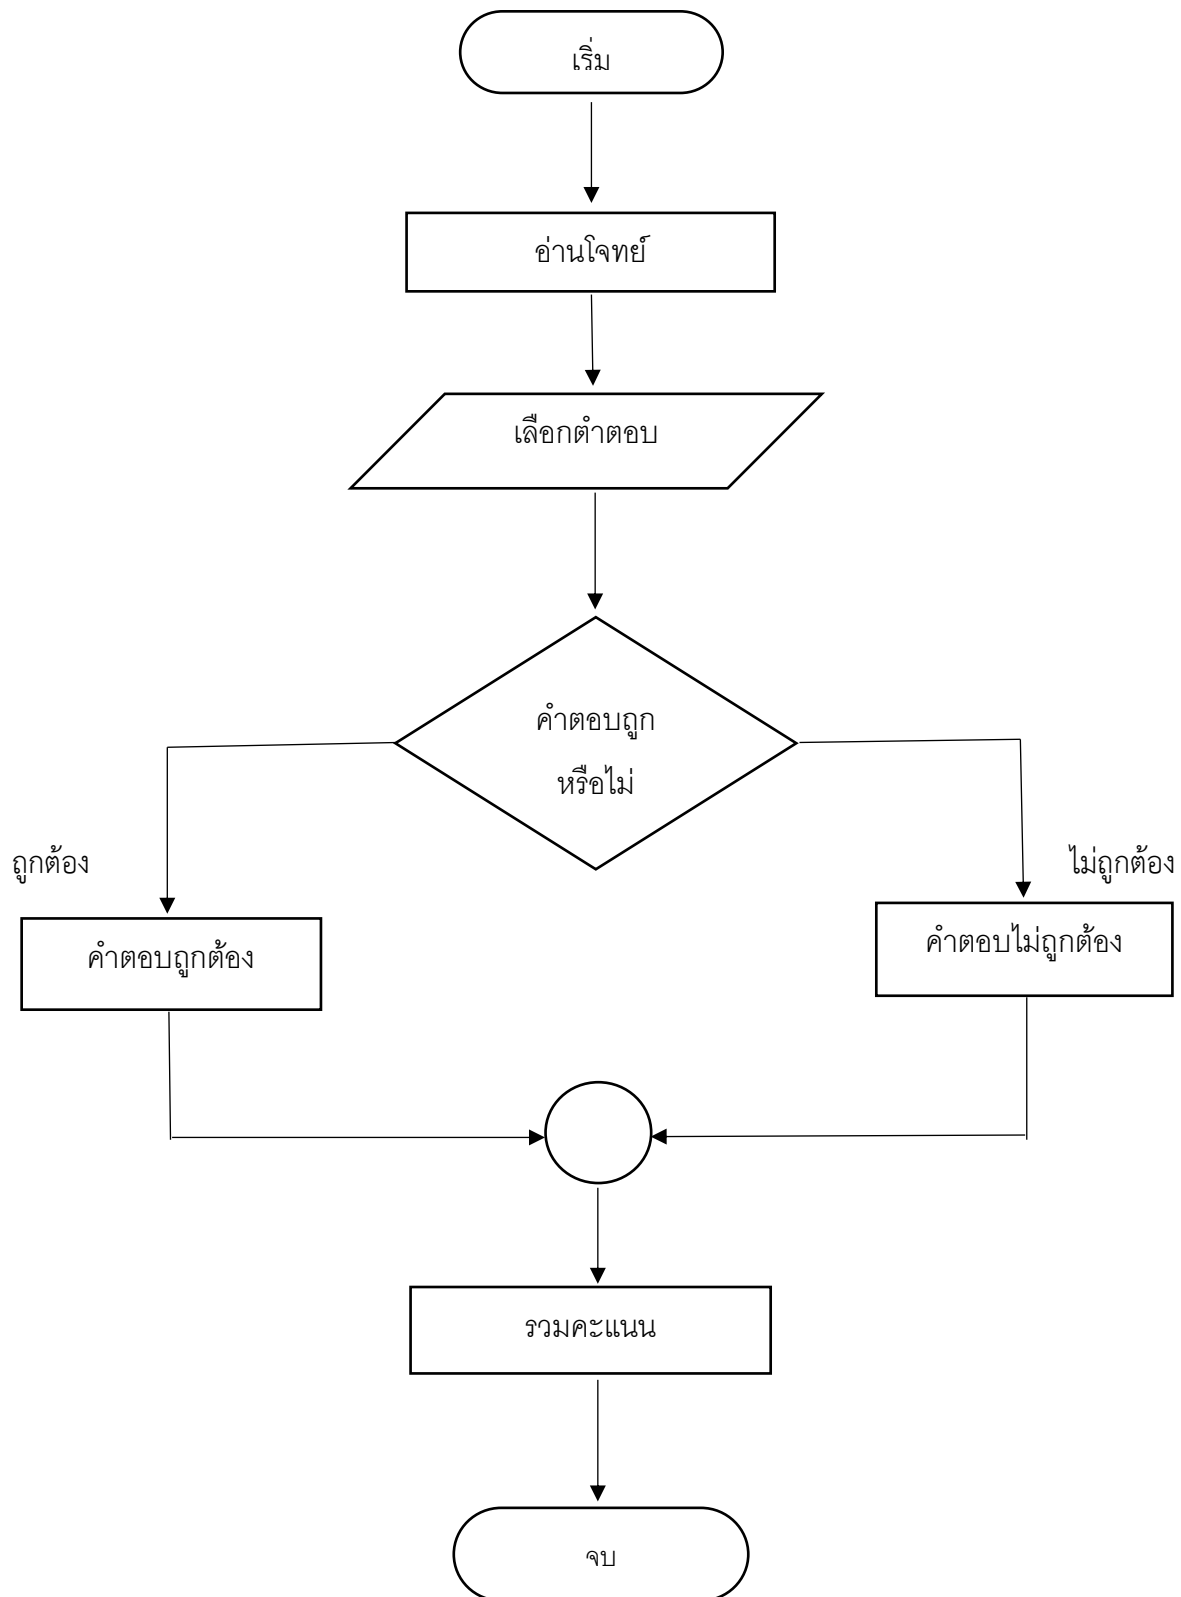 เริ่ม
อ่านโจทย์
เลือกตำตอบ
คำตอบถูก
หรือไม่
ถูกต้อง
ไม่ถูกต้อง
คำตอบถูกต้อง
คำตอบไม่ถูกต้อง
รวมคะแนน
จบ